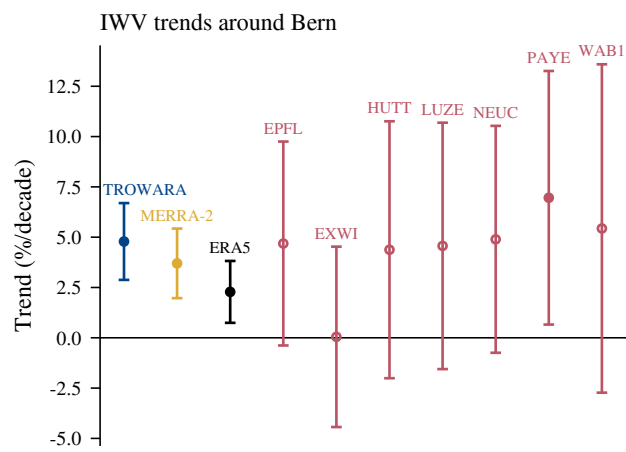 IWV trends around Bern
Trend (%/decade)
12.5
10.0
7.5
5.0
2.5
0.0
-2.5
-5.0
TROWARA
MERRA-2
ERA5
EPFL
EXWI
HUTT
LUZE
NEUC
PAYE
WAB1